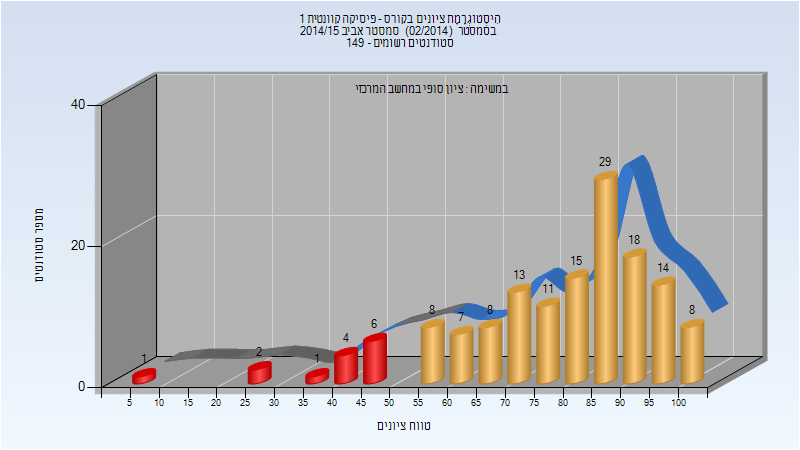 היסטוגרמת ציונים בקורס - פיסיקה קוונטית 1
בסמסטר (02/2014) סמסטר אביב 2014/15
סטודנטים רשומים - 149
במשימה : ציון סופי במחשב המרכזי
מספר סטודנטים
40
20
0
1
2
1
4
6
8
7
8
13
11
15
29
18
14
8
5 10 15 20 25 30 35 40 45 50 55 60 65 70 75 80 85 90 95 100
טווח ציונים